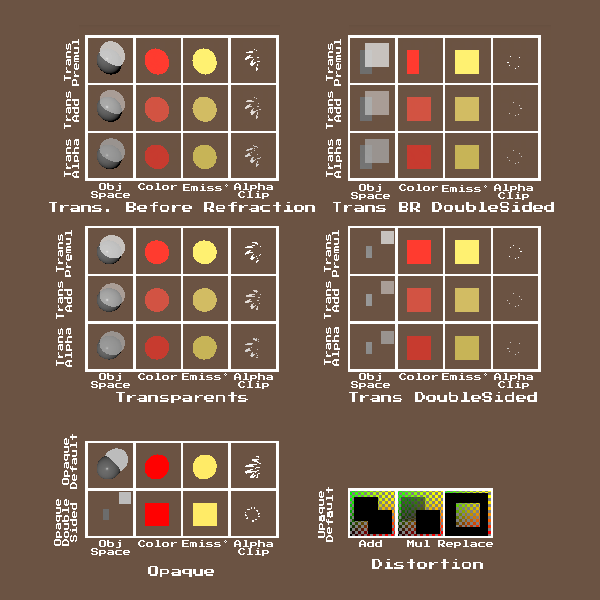 Trans Premul
Trans Add
Trans Alpha
Obj Space
Color
Emiss°
Alpha Clip
Trans. Before Refraction
Trans Premul
Trans Add
Trans Alpha
Obj Space
Color
Emiss°
Alpha Clip
Trans BR DoubleSided
Trans Premul
Trans Add
Trans Alpha
Obj Space
Color
Emiss°
Alpha Clip
Transparents
Trans Premul
Trans Add
Trans Alpha
Obj Space
Color
Emiss°
Alpha Clip
Trans DoubleSided
Opaque Default
Opaque Double Sided
Obj Space
Color
Emiss°
Alpha Clip
Opaque
Opaque Default
Add
Mul
Replace
Distortion